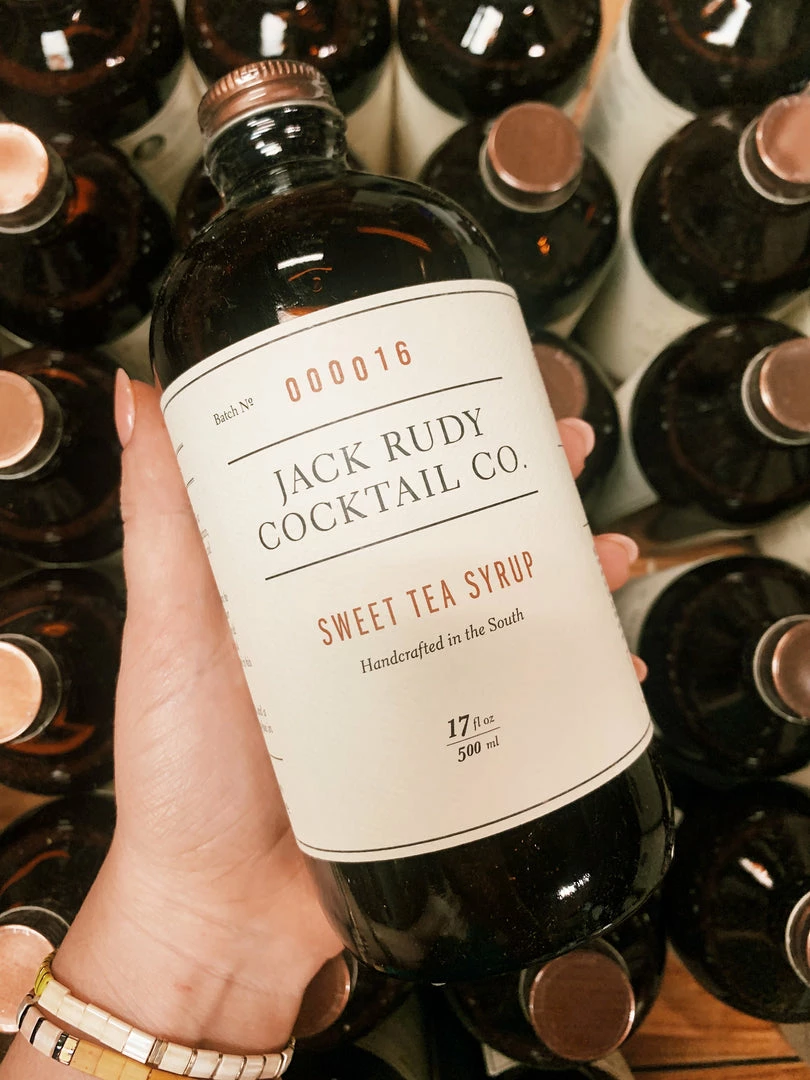 Batch Nº 000016
JACK RUDY
COCKTAIL CO.
SWEET TEA SYRUP
Handcrafted in the South
17 fl oz
500 ml